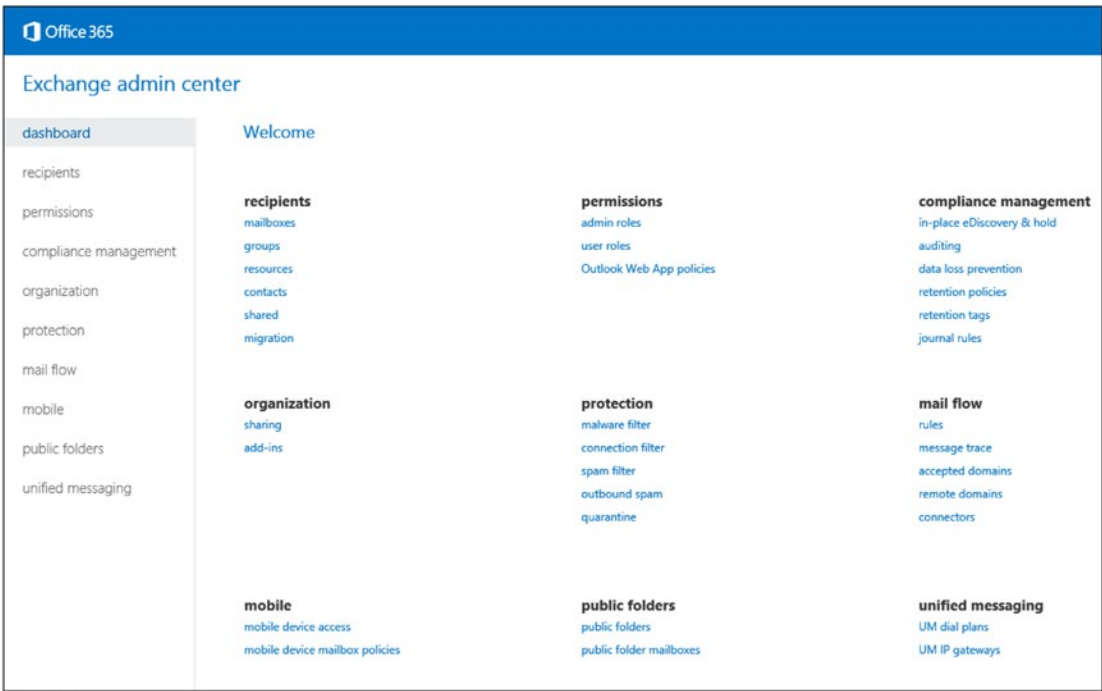 Office 365
Exchange admin center
dashboard
recipients
permissions
compliance management
organization
protection
mail flow
mobile
public folders
unified messaging
Welcome
recipients
mailboxes
groups
resources
contacts
shared
migration
permissions
admin roles
user roles
Outlook Web App policies
compliance management
in-place eDiscovery & hold
auditing
data loss prevention
retention policies
retention tags
journal rules
organization
sharing
add-ins
protection
malware filter
connection filter
spam filter
outbound spam
quarantine
mail flow
rules
message trace
accepted domains
remote domains
connectors
mobile
mobile device access
mobile device mailbox policies
public folders
public folders
public folder mailboxes
unified messaging
UM dial plans
UM IP gateways